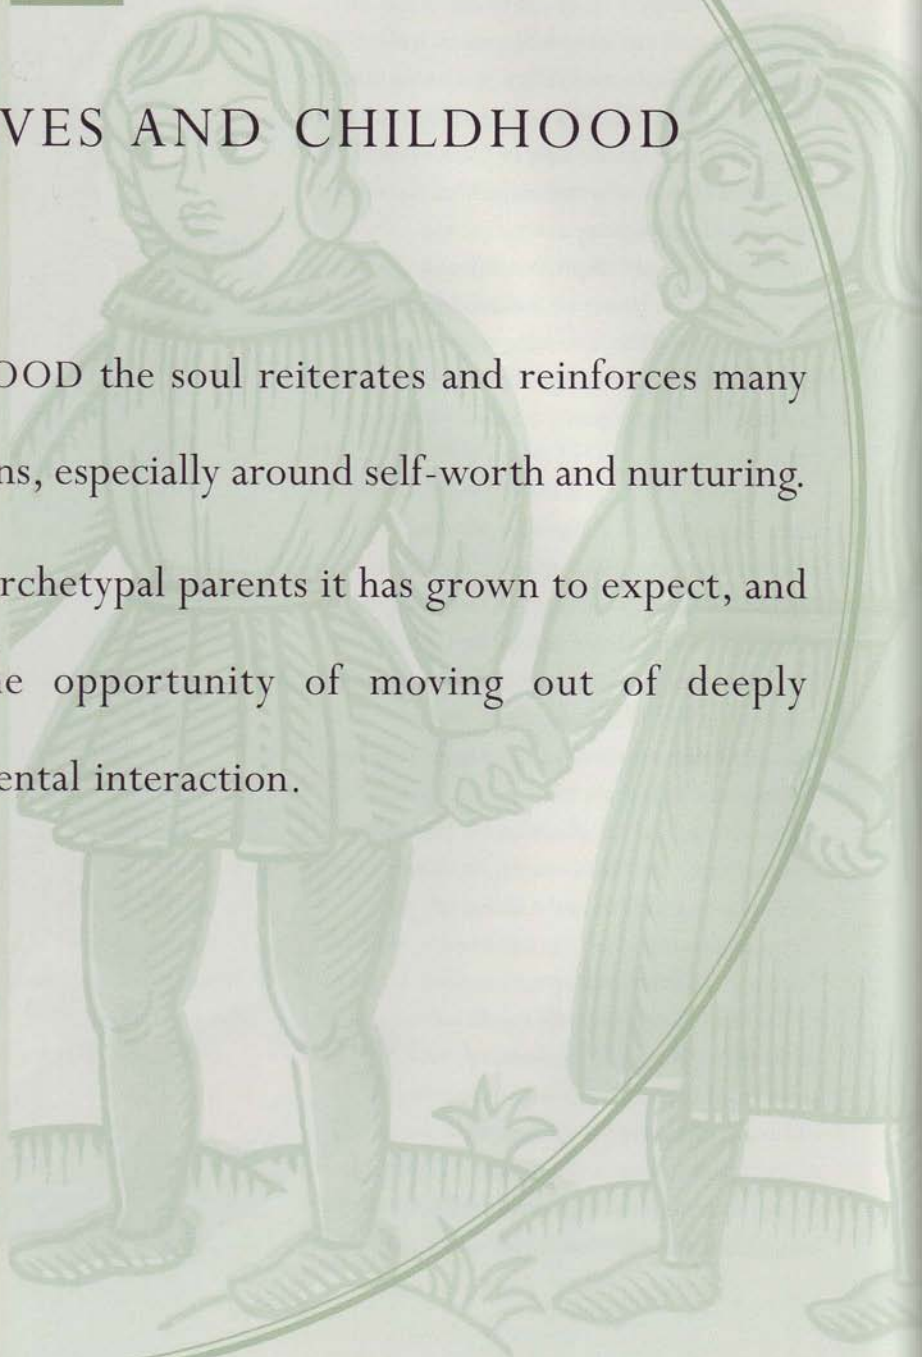 VES AND CHILDHOOD
OOD the soul reiterates and reinforces many
ns, especially around self-worth and nurturing.
rchetypal parents it has grown to expect, and
e opportunity of moving out of deeply
ental interaction.